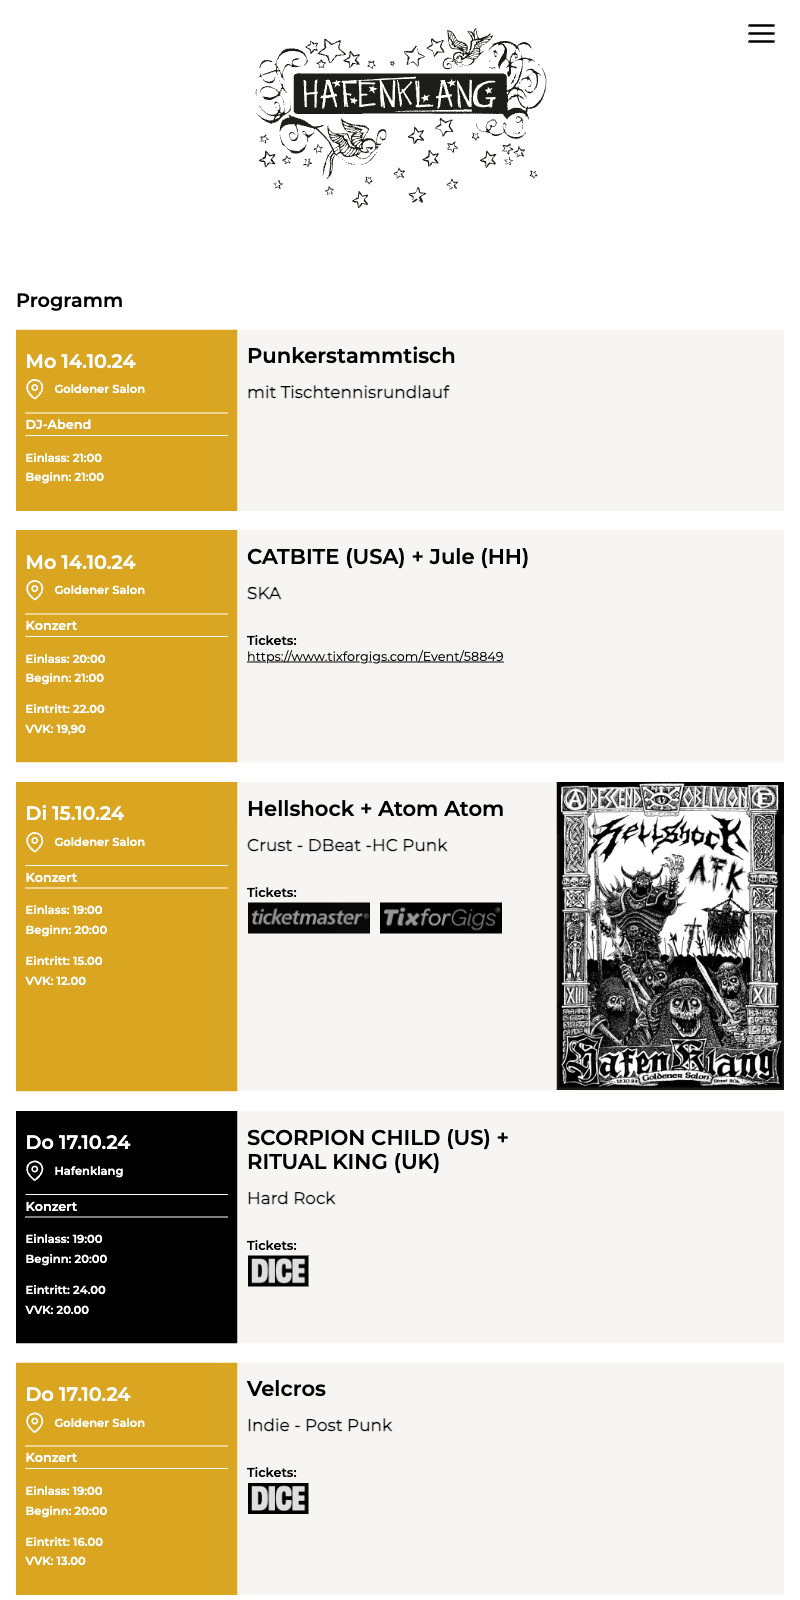 HAFENKLANG
Programm
Mo 14.10.24
Goldener Salon
DJ-Abend
Einlass: 21:00
Beginn: 21:00
Punkerstammtisch
mit Tischtennisrundlauf
Mo 14.10.24
Goldener Salon
Konzert
Einlass: 20:00
Beginn: 21:00
Eintritt: 22.00
VVK: 19,90
CATBITE (USA) + Jule (HH)
SKA
Tickets:
https://www.tixforgigs.com/Event/58849
Di 15.10.24
Goldener Salon
Konzert
Einlass: 19:00
Beginn: 20:00
Eintritt: 15.00
VVK: 12.00
Hellshock + Atom Atom
Crust - DBeat -HC Punk
Tickets:
ticketmaster® TixforGigs®
A DESCEND OBLIVION E
Hellshock
A.F.K
XIII XII
Hafen Klang
Goldener Salon
Do 17.10.24
Hafenklang
Konzert
Einlass: 19:00
Beginn: 20:00
Eintritt: 24.00
VVK: 20.00
SCORPION CHILD (US) +
RITUAL KING (UK)
Hard Rock
Tickets:
DICE
Do 17.10.24
Goldener Salon
Konzert
Einlass: 19:00
Beginn: 20:00
Eintritt: 16.00
VVK: 13.00
Velcros
Indie - Post Punk
Tickets:
DICE